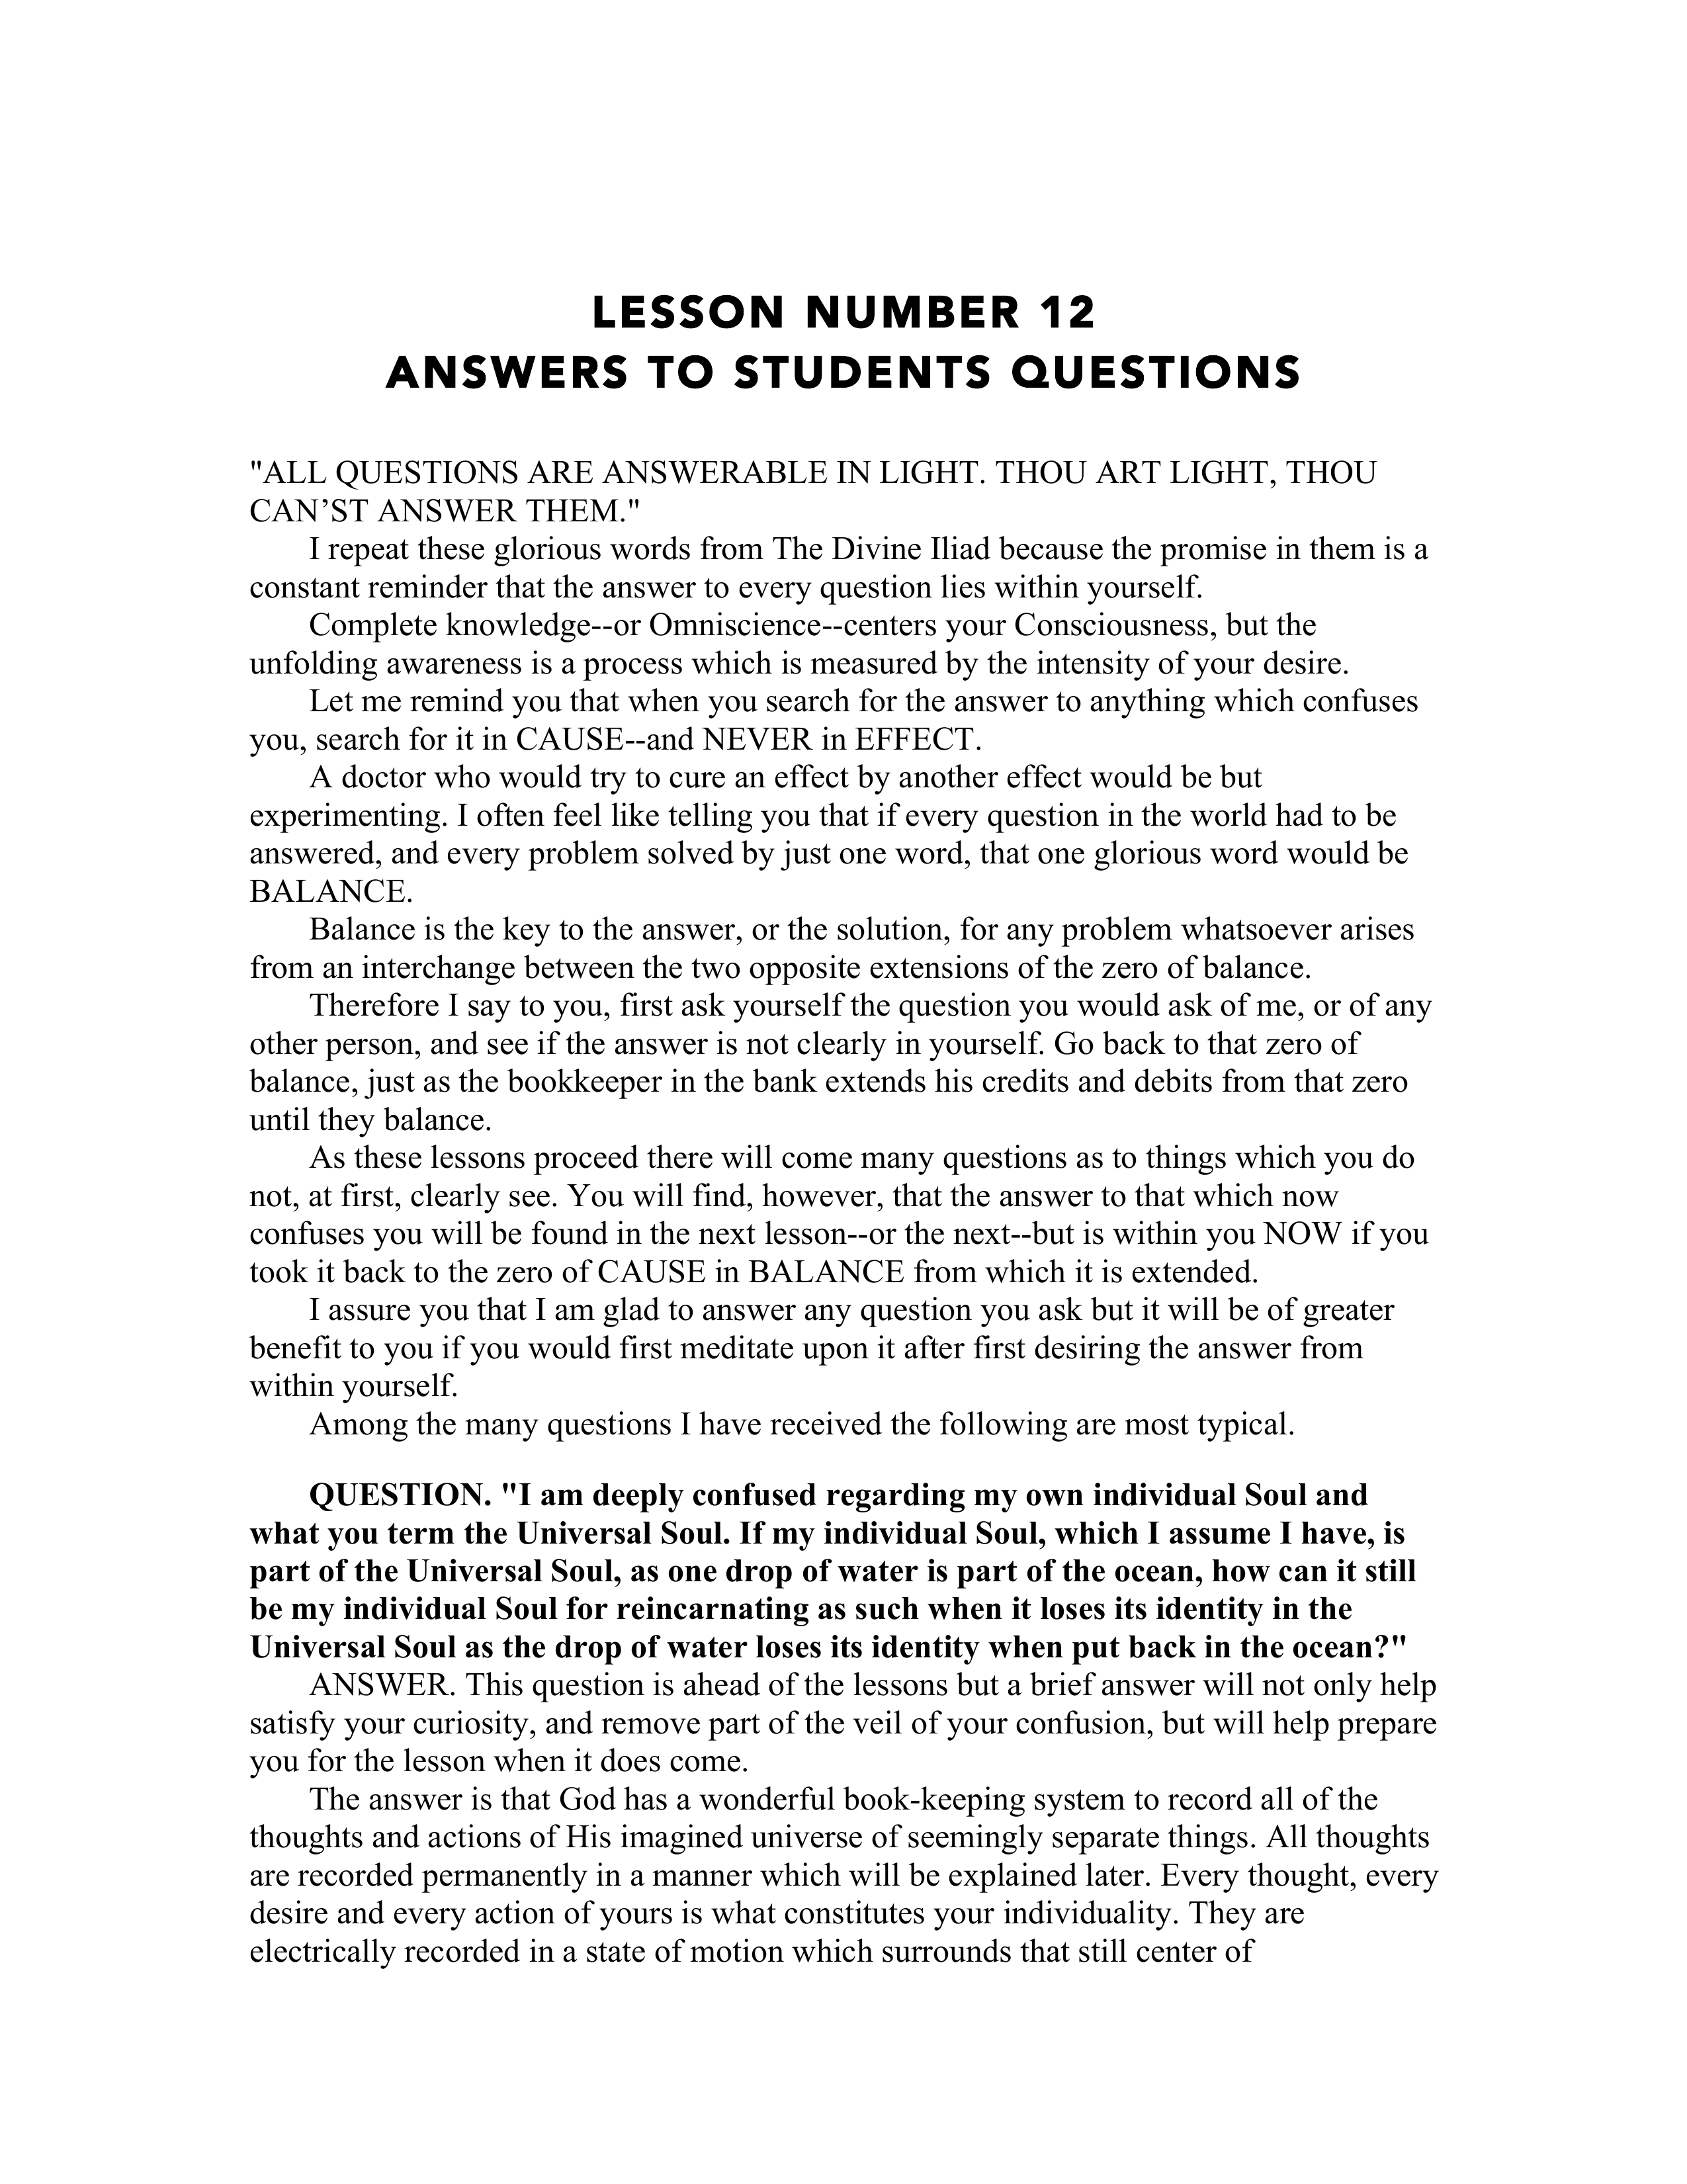 LESSON NUMBER 12
ANSWERS TO STUDENTS QUESTIONS
"ALL QUESTIONS ARE ANSWERABLE IN LIGHT. THOU ART LIGHT, THOU
CAN’ST ANSWER THEM."
I repeat these glorious words from The Divine Iliad because the promise in them is a
constant reminder that the answer to every question lies within yourself.
Complete knowledge--or Omniscience--centers your Consciousness, but the
unfolding awareness is a process which is measured by the intensity of your desire.
Let me remind you that when you search for the answer to anything which confuses
you, search for it in CAUSE--and NEVER in EFFECT.
A doctor who would try to cure an effect by another effect would be but
experimenting. I often feel like telling you that if every question in the world had to be
answered, and every problem solved by just one word, that one glorious word would be
BALANCE.
Balance is the key to the answer, or the solution, for any problem whatsoever arises
from an interchange between the two opposite extensions of the zero of balance.
Therefore I say to you, first ask yourself the question you would ask of me, or of any
other person, and see if the answer is not clearly in yourself. Go back to that zero of
balance, just as the bookkeeper in the bank extends his credits and debits from that zero
until they balance.
As these lessons proceed there will come many questions as to things which you do
not, at first, clearly see. You will find, however, that the answer to that which now
confuses you will be found in the next lesson--or the next--but is within you NOW if you
took it back to the zero of CAUSE in BALANCE from which it is extended.
I assure you that I am glad to answer any question you ask but it will be of greater
benefit to you if you would first meditate upon it after first desiring the answer from
within yourself.
Among the many questions I have received the following are most typical.
QUESTION. "I am deeply confused regarding my own individual Soul and
what you term the Universal Soul. If my individual Soul, which I assume I have, is
part of the Universal Soul, as one drop of water is part of the ocean, how can it still
be my individual Soul for reincarnating as such when it loses its identity in the
Universal Soul as the drop of water loses its identity when put back in the ocean?"
ANSWER. This question is ahead of the lessons but a brief answer will not only help
satisfy your curiosity, and remove part of the veil of your confusion, but will help prepare
you for the lesson when it does come.
The answer is that God has a wonderful book-keeping system to record all of the
thoughts and actions of His imagined universe of seemingly separate things. All thoughts
are recorded permanently in a manner which will be explained later. Every thought, every
desire and every action of yours is what constitutes your individuality. They are
electrically recorded in a state of motion which surrounds that still center of